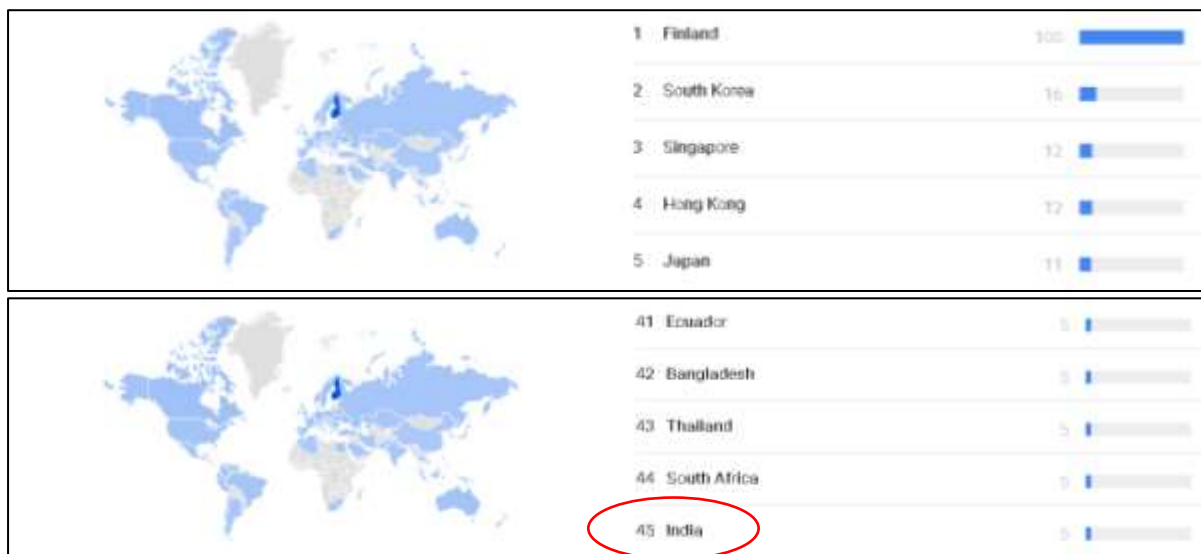 1 Finland 100
2 South Korea 16
3 Singapore 12
4 Hong Kong 12
5 Japan 11
41 Ecuador 5
42 Bangladesh 5
43 Thailand 5
44 South Africa 5
45 India 5